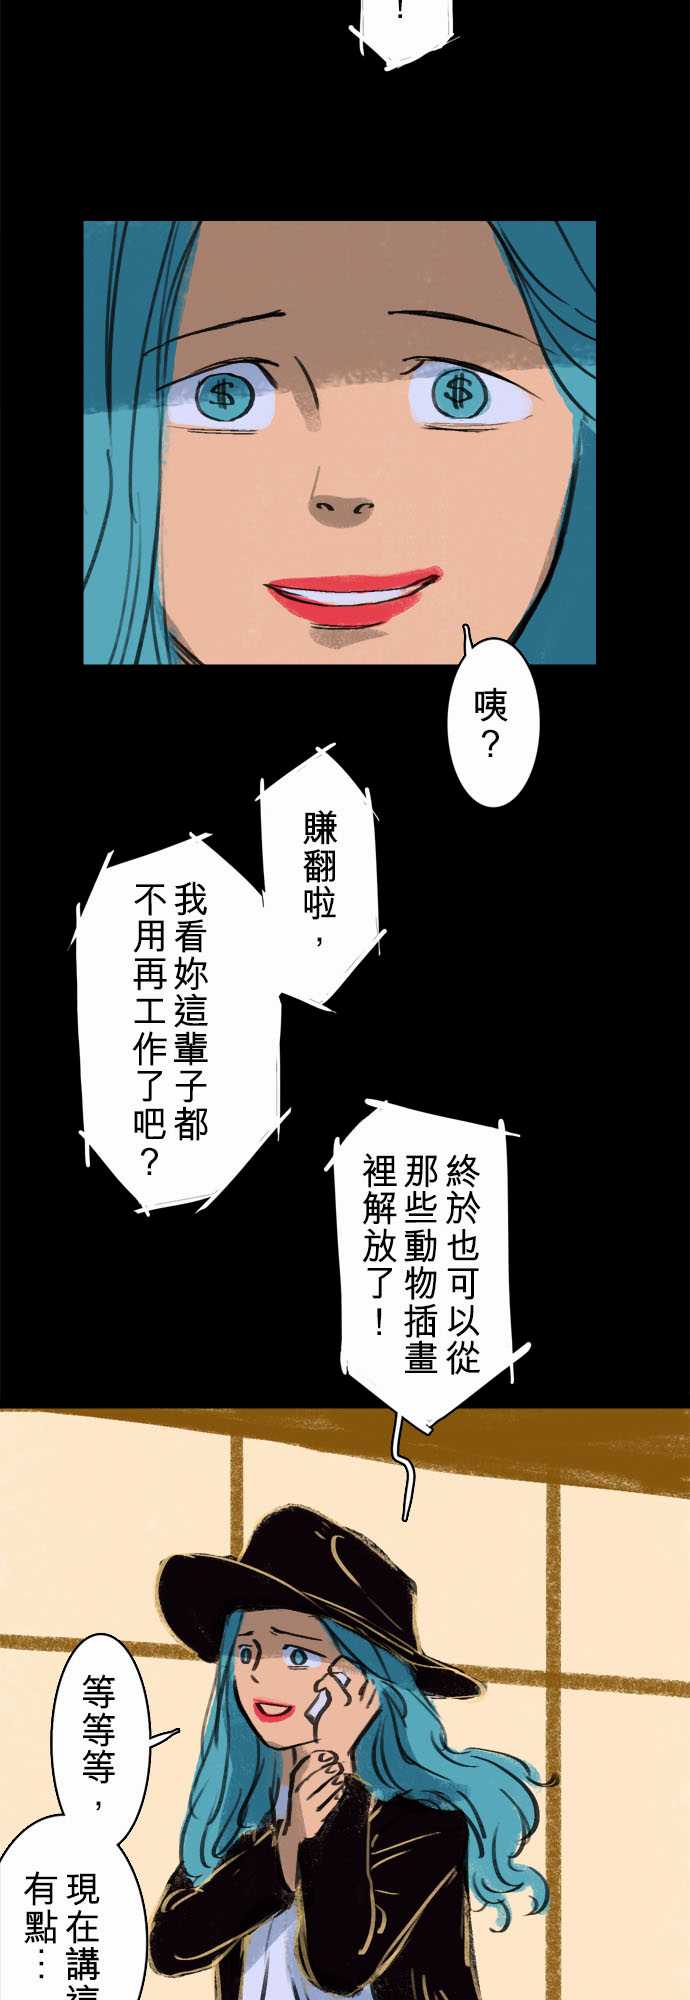 ！
$ $
咦？
賺翻啦，
我看妳這輩子都
不用再工作了吧？
終於也可以從
那些動物插畫
裡解放了！
等等等，
現在講這
有點…